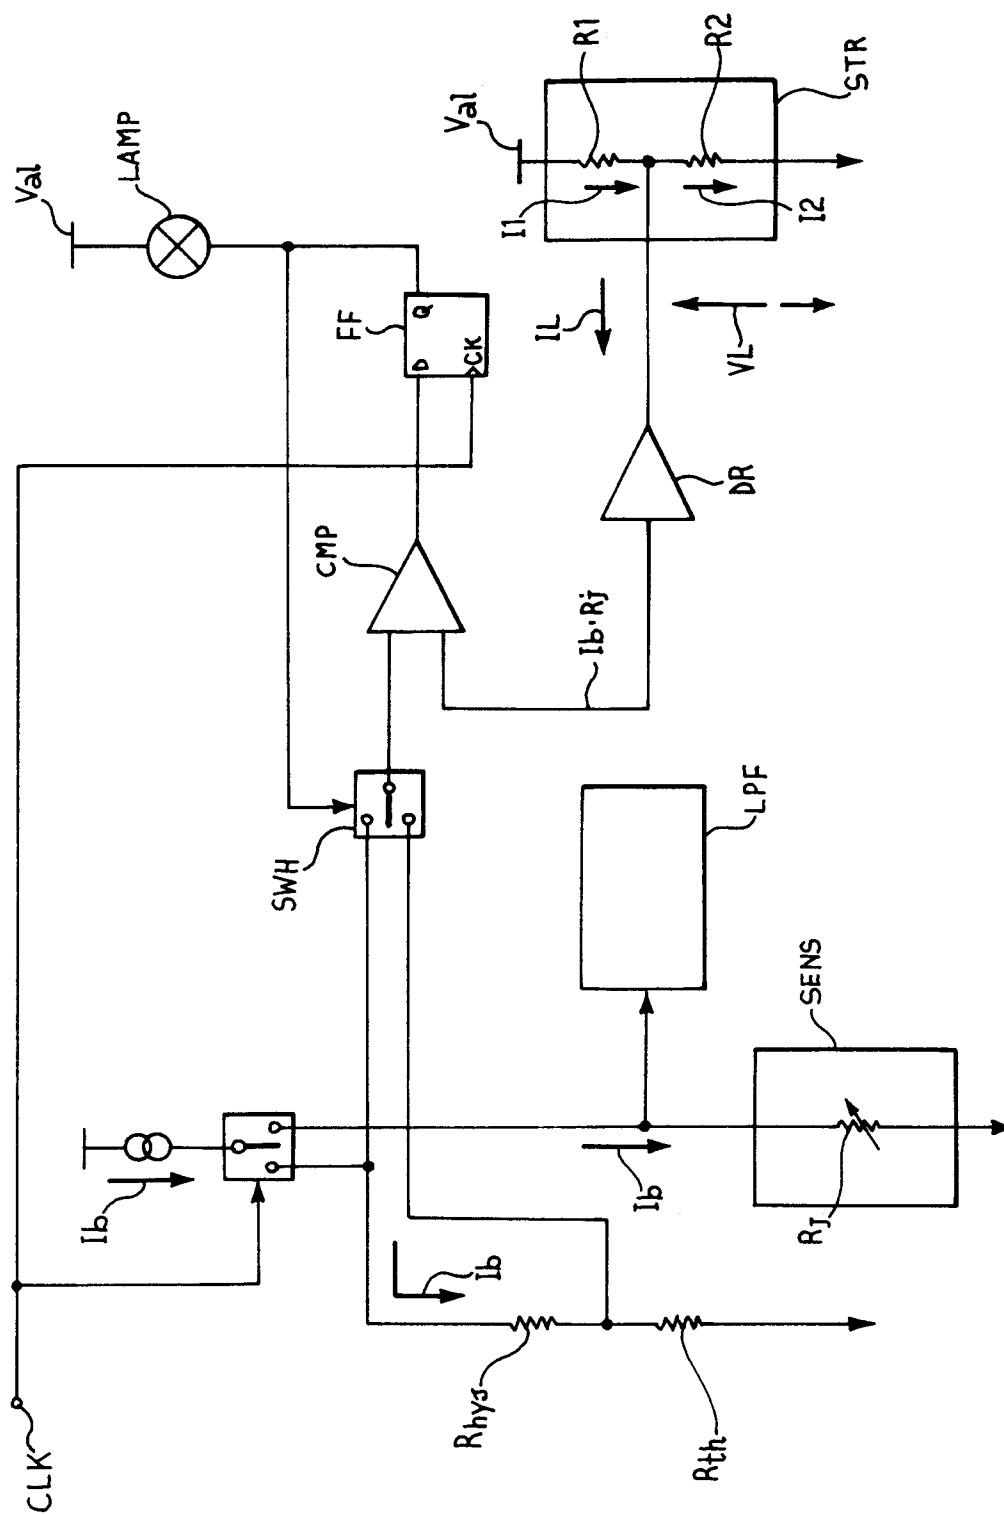 CLK
Ib
Val
LAMP
FF
D
Q
CK
CMP
SWH
Ib
Rhys
Rth
Ib
Ib·Rj
LPF
SENS
RJ
DR
IL
VL
Val
I1
I2
R1
R2
STR